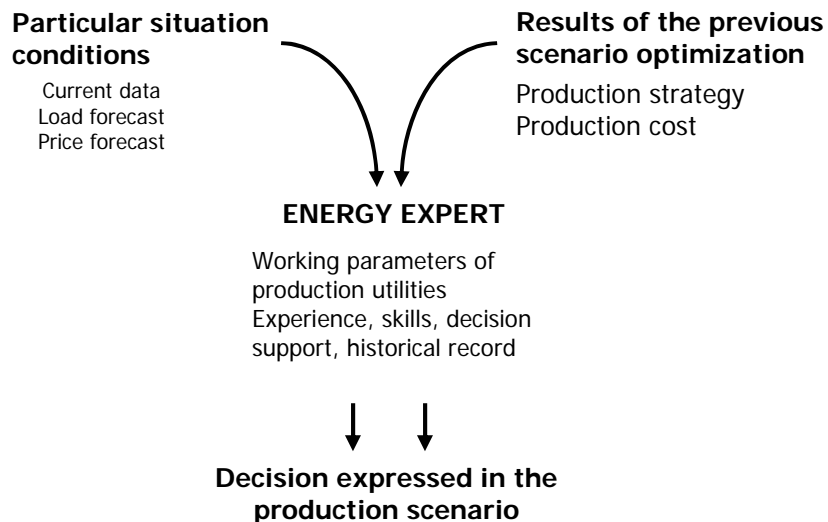 Particular situation
conditions
Current data
Load forecast
Price forecast
Results of the previous
scenario optimization
Production strategy
Production cost
ENERGY EXPERT
Working parameters of
production utilities
Experience, skills, decision
support, historical record
Decision expressed in the
production scenario